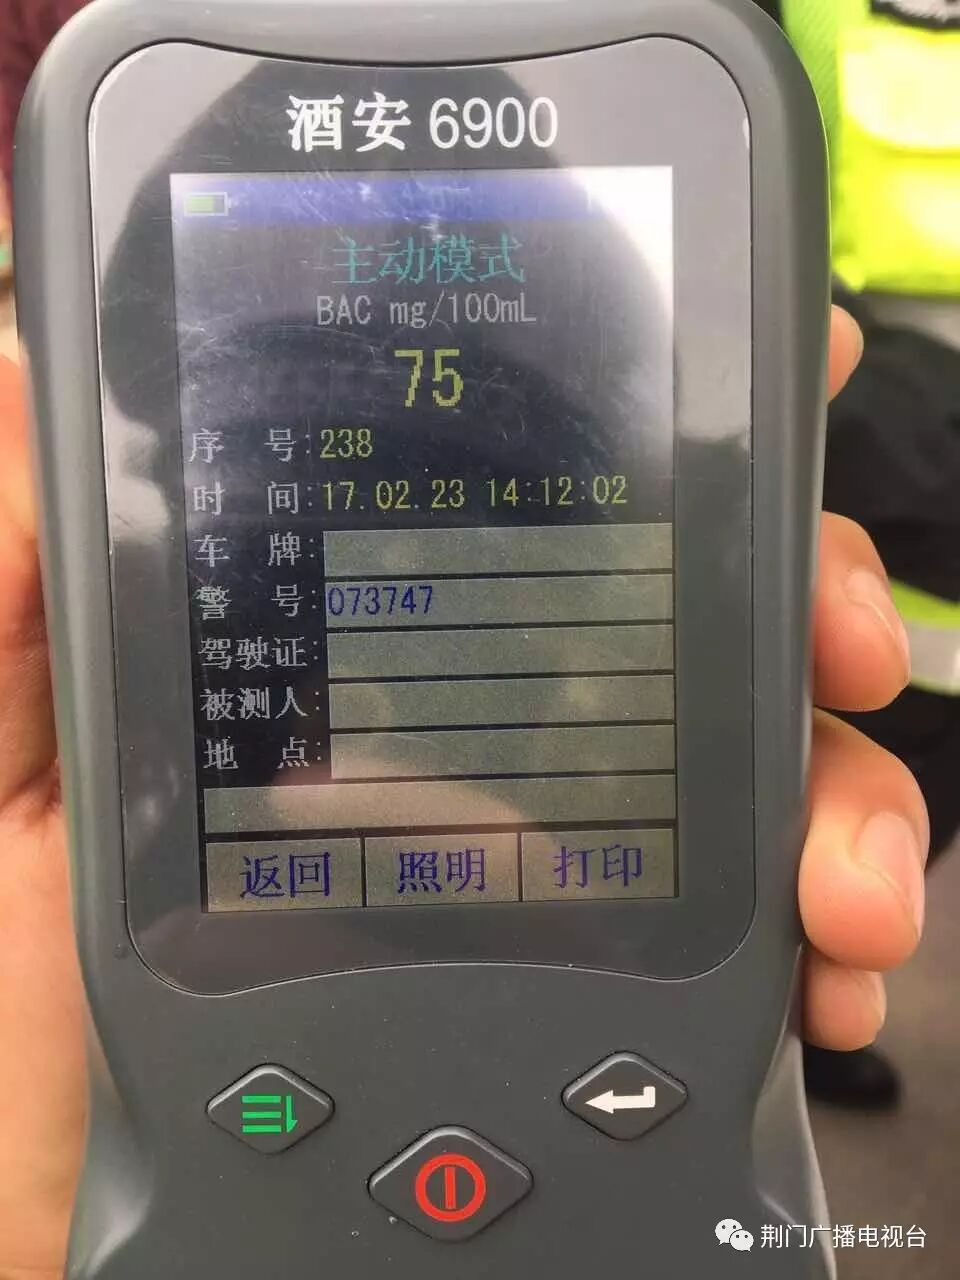 酒安 6900
主动模式
BAC mg/100mL
75
序 号:238
时 间:17.02.23 14:12:02
车 牌:
警 号:073747
驾驶证:
被测人:
地 点:
返回 照明 打印
荆门广播电视台